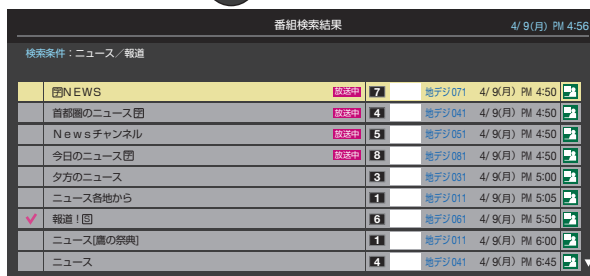 番組検索結果 4/ 9(月) PM 4:56
検索条件：ニュース／報道
字NEWS 放送中 7 地デジ071 4/ 9(月) PM 4:50
首都圏のニュース字 放送中 4 地デジ041 4/ 9(月) PM 4:50
Newsチャンネル 放送中 5 地デジ051 4/ 9(月) PM 4:50
今日のニュース字 放送中 8 地デジ081 4/ 9(月) PM 4:50
夕方のニュース 3 地デジ031 4/ 9(月) PM 5:00
ニュース各地から 1 地デジ011 4/ 9(月) PM 5:05
報道！S 6 地デジ061 4/ 9(月) PM 5:50
ニュース[鷹の祭典] 1 地デジ011 4/ 9(月) PM 6:00
ニュース 4 地デジ041 4/ 9(月) PM 6:45